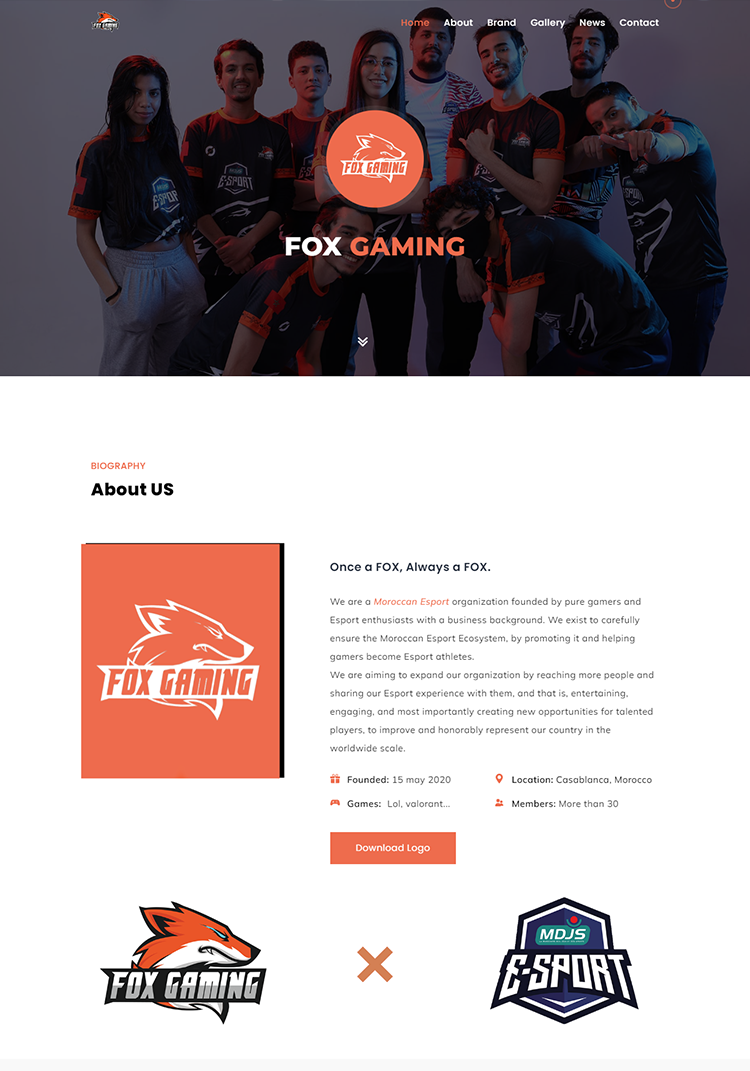 FOX GAMING
Home About Brand Gallery News Contact
E-SPORT
E-SPORT
E-SPORT
FOX GAMING
FOX GAMING
BIOGRAPHY
About US
FOX GAMING
Once a FOX, Always a FOX.
We are a Moroccan Esport organization founded by pure gamers and
Esport enthusiasts with a business background. We exist to carefully
ensure the Moroccan Esport Ecosystem, by promoting it and helping
gamers become Esport athletes.
We are aiming to expand our organization by reaching more people and
sharing our Esport experience with them, and that is, entertaining,
engaging, and most importantly creating new opportunities for talented
players, to improve and honorably represent our country in the
worldwide scale.
Founded: 15 may 2020 Location: Casablanca, Morocco
Games: Lol, valorant... Members: More than 30
Download Logo
FOX GAMING
MDJS
E-SPORT